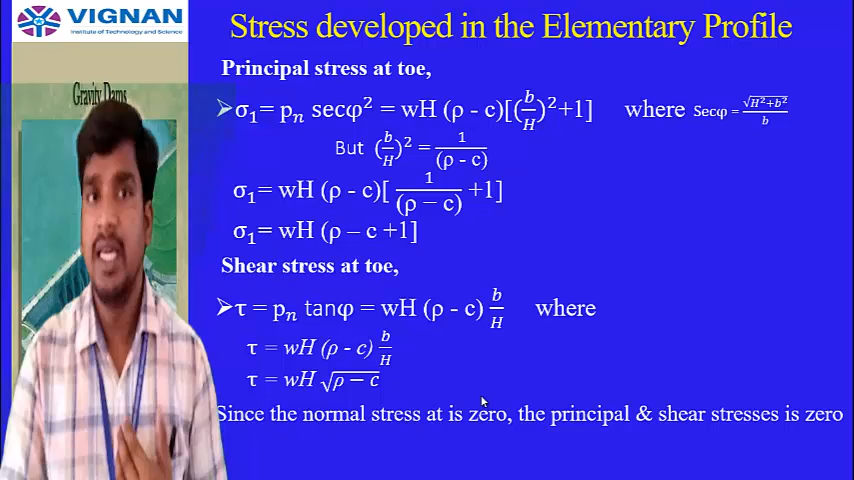 VIGNAN
Institute of Technology and Science
Stress developed in the Elementary Profile
Gravity Dams
Principal stress at toe,
➢σ₁= pₙ secφ² = wH (ρ - c)[(b/H)²+1] where Secφ = √(H²+b²)/b
But (b/H)² = 1/(ρ - c)
σ₁= wH (ρ - c)[ 1/(ρ − c) +1]
σ₁= wH (ρ – c +1]
Shear stress at toe,
➢τ = pₙ tanφ = wH (ρ - c) b/H where
τ = wH (ρ - c) b/H
τ = wH √(ρ − c)
Since the normal stress at is zero, the principal & shear stresses is zero